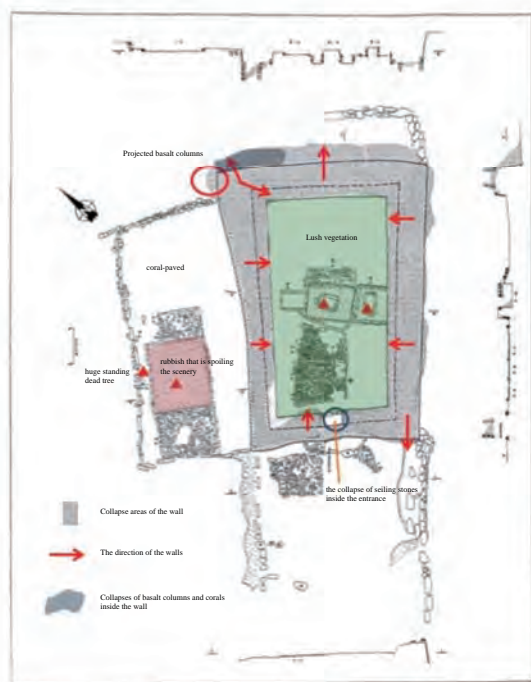 Projected basalt columns
Lush vegetation
coral-paved
rubbish that is spoiling
the scenery
huge standing
dead tree
the collapse of seiling stones
inside the entrance
Collapse areas of the wall
The direction of the walls
Collapses of basalt columns and corals
inside the wall